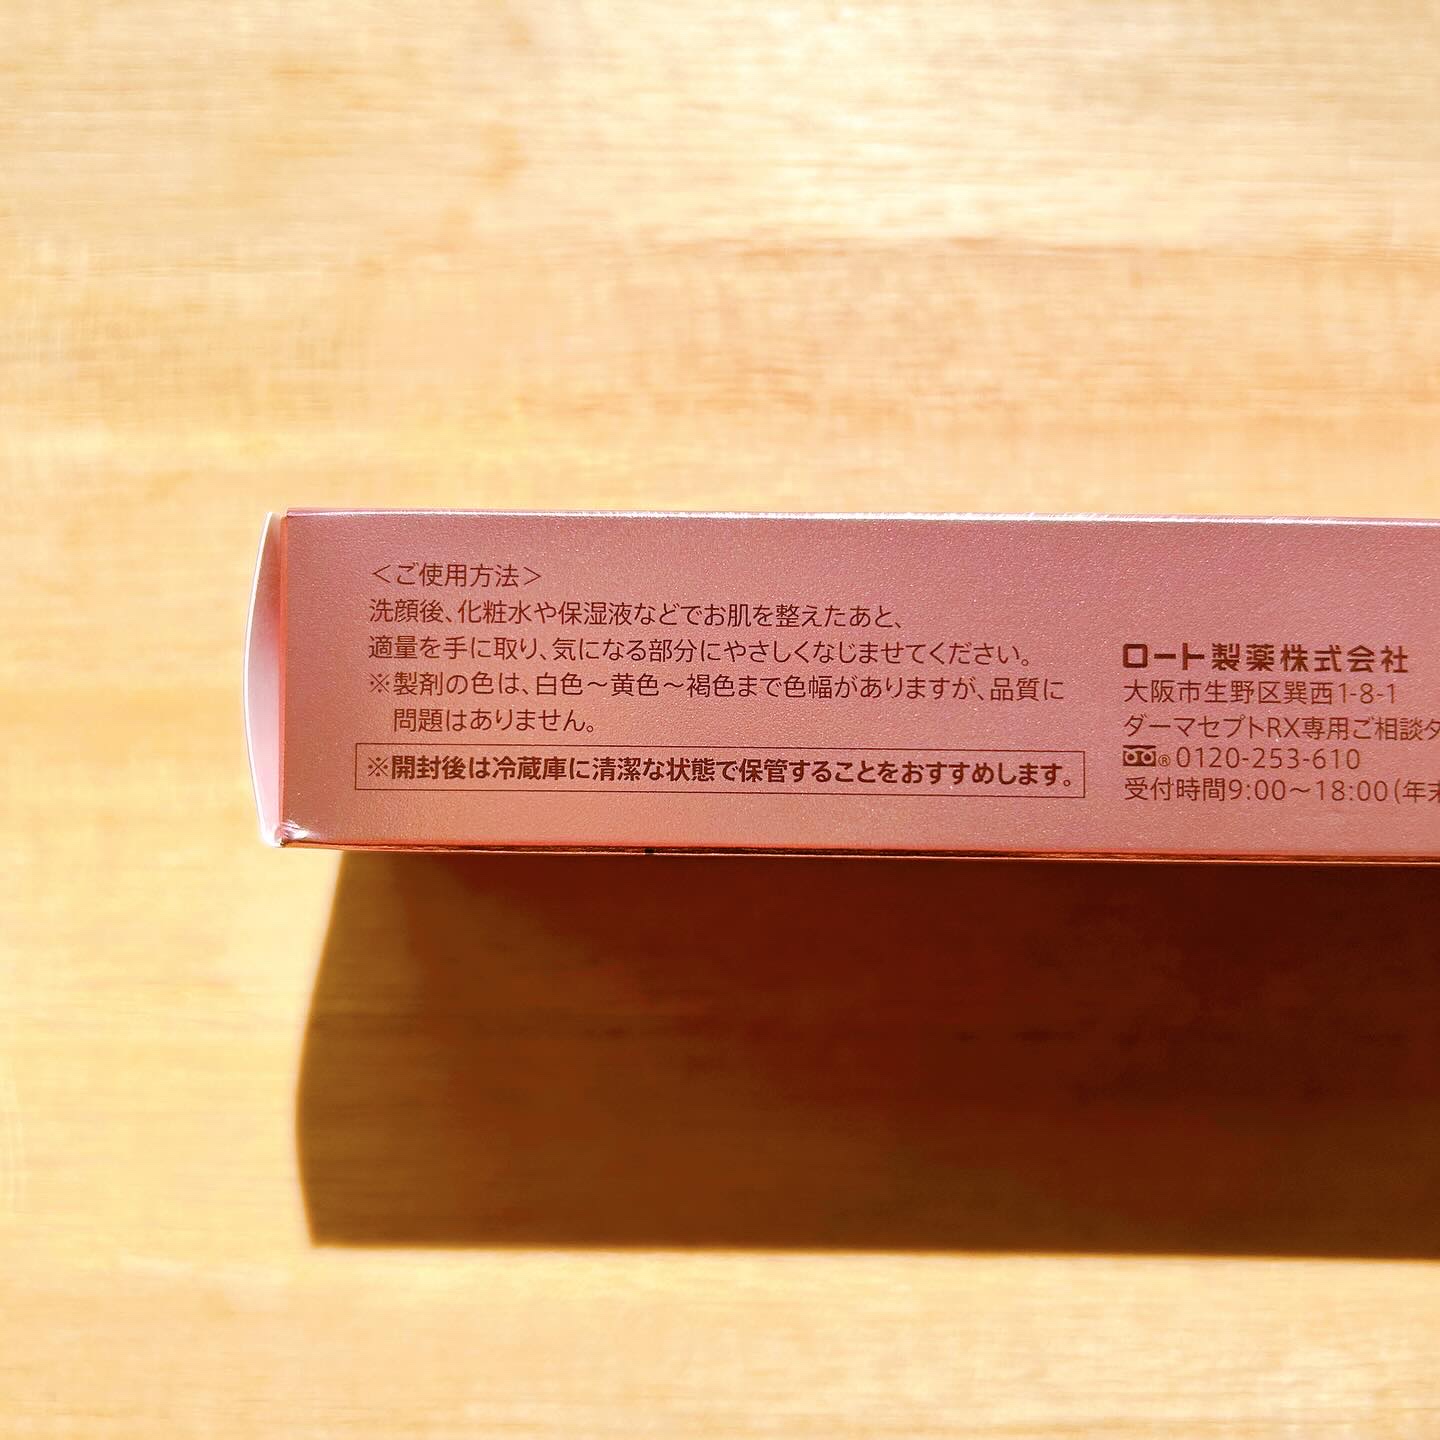 ＜ご使用方法＞
洗顔後、化粧水や保湿液などでお肌を整えたあと、
適量を手に取り、気になる部分にやさしくなじませてください。
※製剤の色は、白色～黄色～褐色まで色幅がありますが、品質に
問題はありません。
※開封後は冷蔵庫に清潔な状態で保管することをおすすめします。
ロート製薬株式会社
大阪市生野区巽西1-8-1
ダーマセプトRX専用ご相談
®0120-253-610
受付時間9:00～18:00(年末